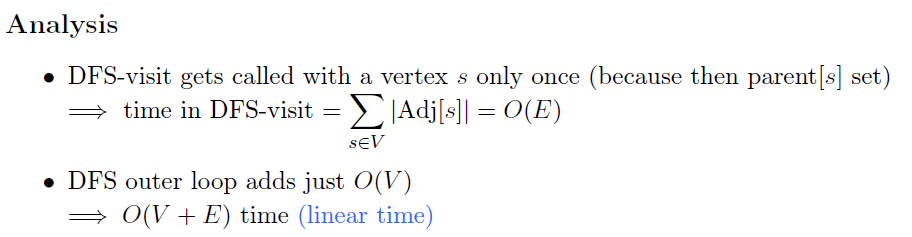 Analysis
• DFS-visit gets called with a vertex s only once (because then parent[s] set)
⟹ time in DFS-visit = ∑ |Adj[s]| = O(E)
s∈V
• DFS outer loop adds just O(V)
⟹ O(V + E) time (linear time)